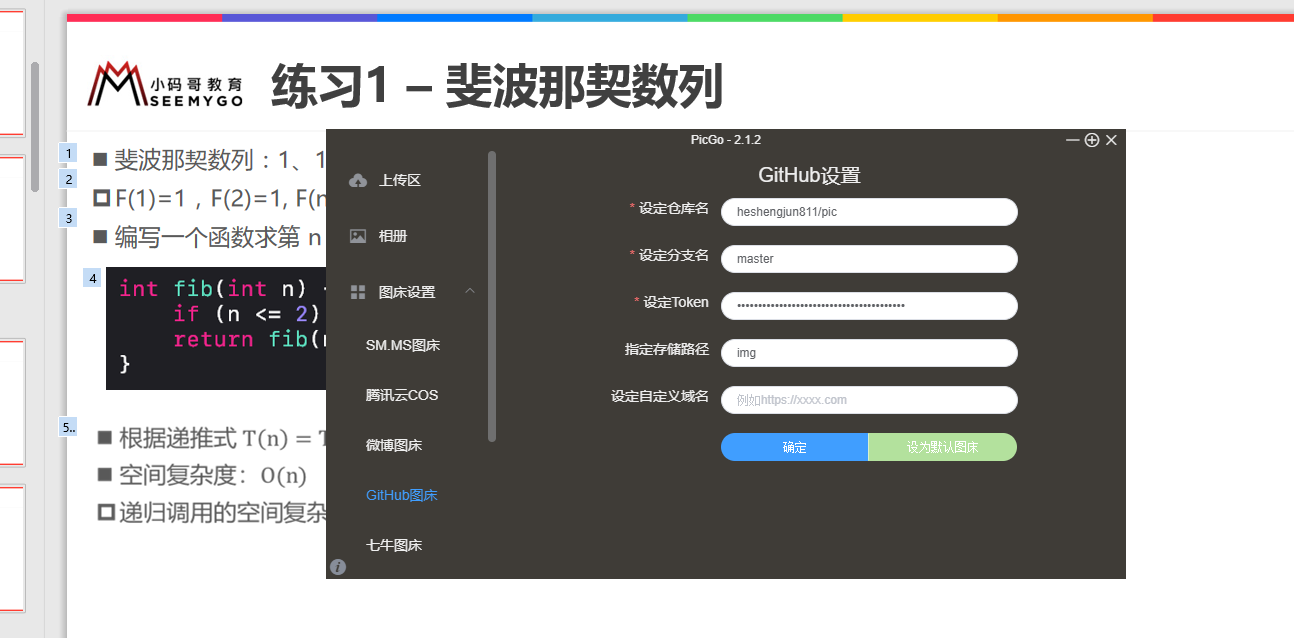 小码哥教育
SEEMYGO
练习1 – 斐波那契数列
1
斐波那契数列：1、1
2
F(1)=1，F(2)=1, F(n
3
编写一个函数求第 n
4
int fib(int n)
if (n <= 2)
return fib(
}
5..
根据递推式 T(n) = T
空间复杂度：O(n)
递归调用的空间复杂
PicGo - 2.1.2
上传区
相册
图床设置
SM.MS图床
腾讯云COS
微博图床
GitHub图床
七牛图床
GitHub设置
* 设定仓库名
heshengjun811/pic
* 设定分支名
master
* 设定Token
指定存储路径
img
设定自定义域名
例如https://xxxx.com
确定
设为默认图床